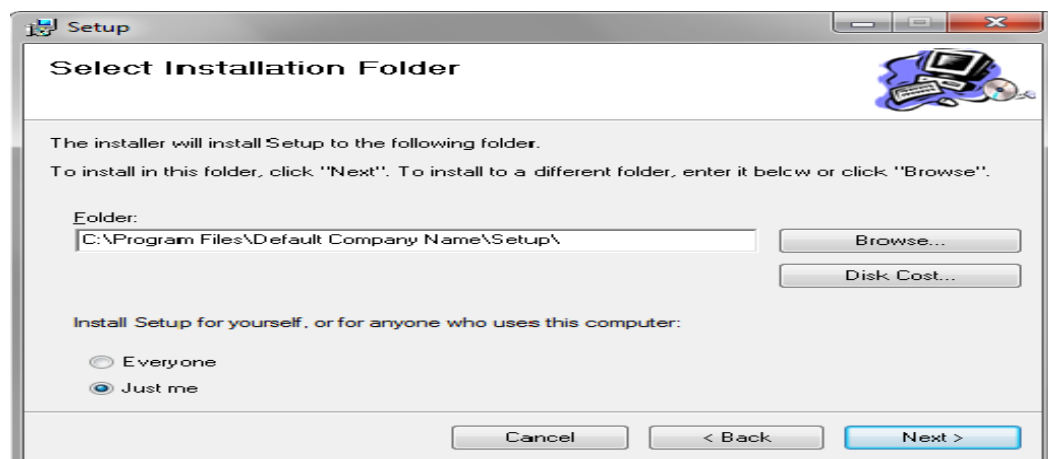 Setup
Select Installation Folder
The installer will install Setup to the following folder.
To install in this folder, click "Next". To install to a different folder, enter it below or click "Browse".
Folder:
C:\Program Files\Default Company Name\Setup\
Browse...
Disk Cost...
Install Setup for yourself, or for anyone who uses this computer:
Everyone
Just me
Cancel
< Back
Next >